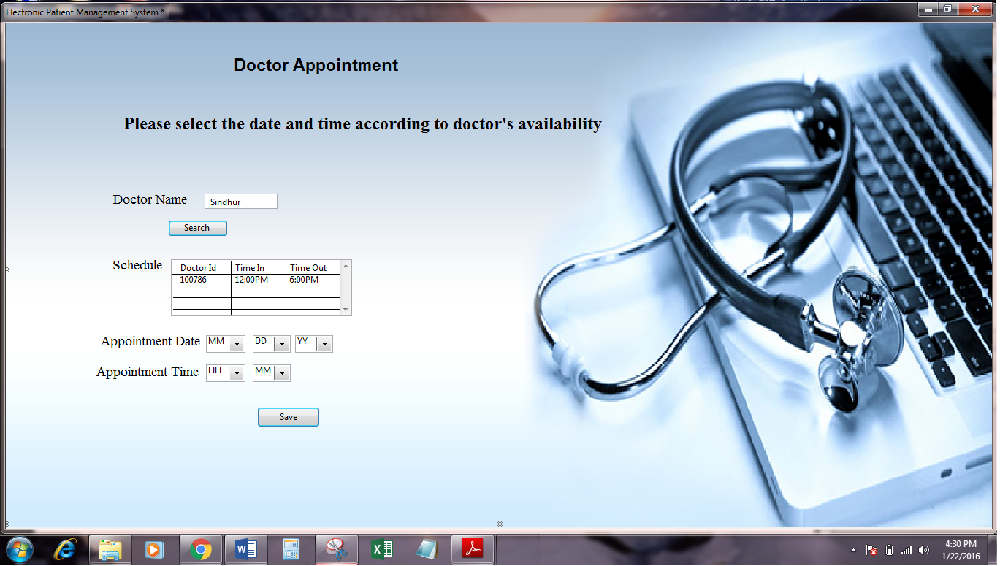 Electronic Patient Management System *
Doctor Appointment
Please select the date and time according to doctor's availability
Doctor Name Sindhur
Search
Schedule
Doctor Id Time In Time Out
100786 12:00PM 6:00PM
Appointment Date MM DD YY
Appointment Time HH MM
Save
4:30 PM
1/22/2016